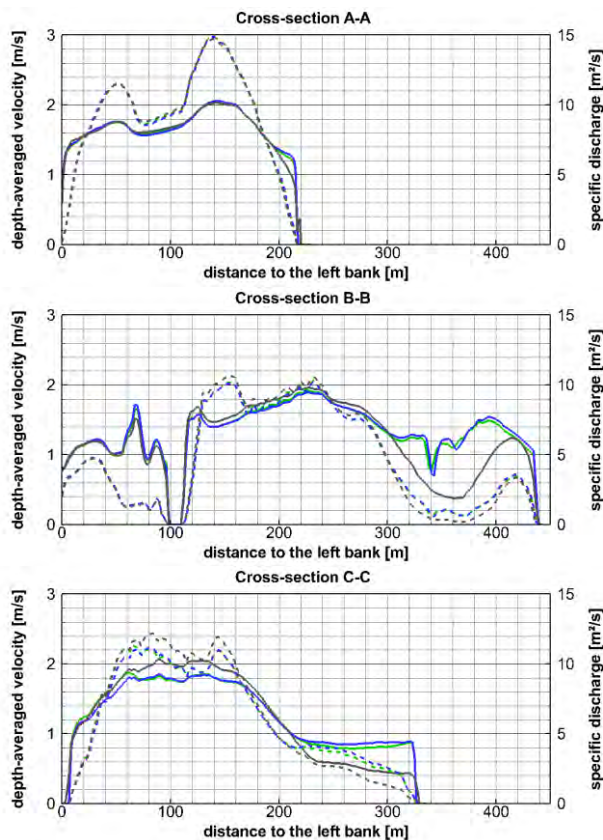 Cross-section A-A
depth-averaged velocity [m/s]
3
2
1
0
15
10
5
0
specific discharge [m²/s]
0 100 200 300 400
distance to the left bank [m]
Cross-section B-B
depth-averaged velocity [m/s]
3
2
1
0
15
10
5
0
specific discharge [m²/s]
0 100 200 300 400
distance to the left bank [m]
Cross-section C-C
depth-averaged velocity [m/s]
3
2
1
0
15
10
5
0
specific discharge [m²/s]
0 100 200 300 400
distance to the left bank [m]